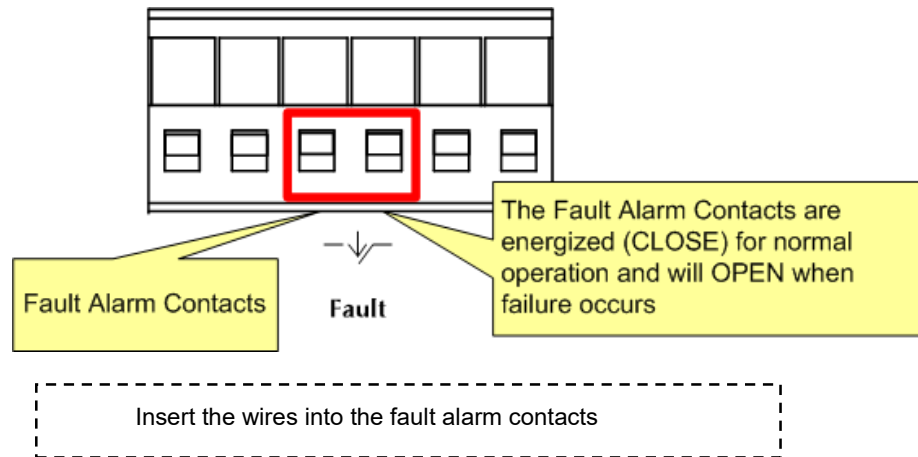 The Fault Alarm Contacts are
energized (CLOSE) for normal
operation and will OPEN when
failure occurs
Fault Alarm Contacts
Fault
Insert the wires into the fault alarm contacts